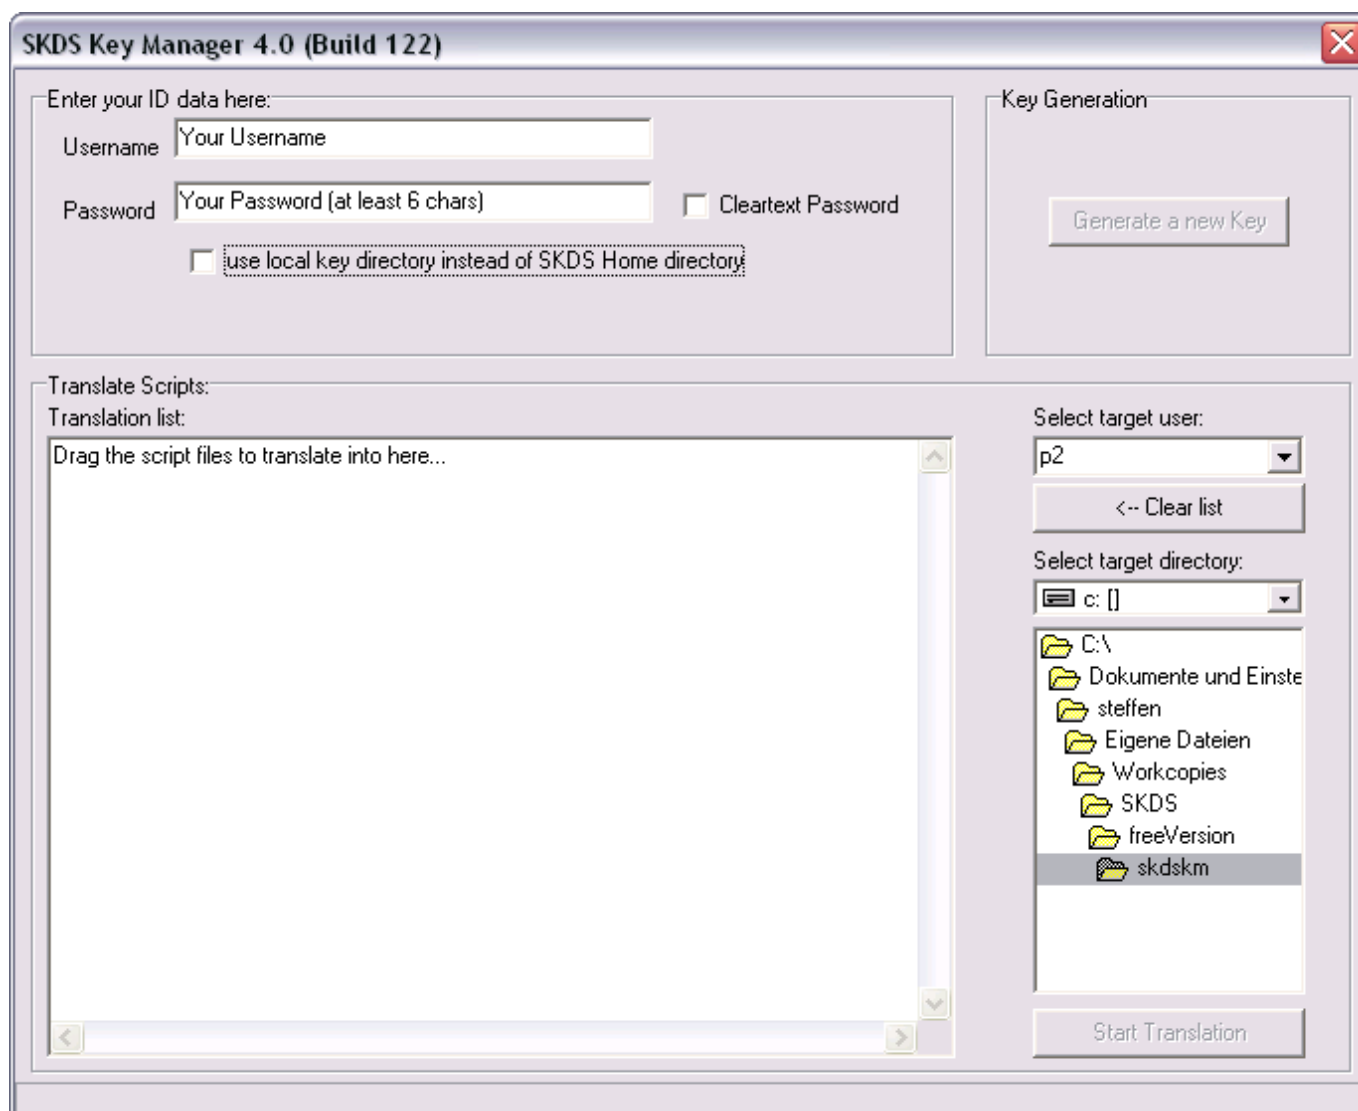 SKDS Key Manager 4.0 (Build 122)
Enter your ID data here:
Username
Your Username
Password
Your Password (at least 6 chars)
Cleartext Password
use local key directory instead of SKDS Home directory
Key Generation
Generate a new Key
Translate Scripts:
Translation list:
Drag the script files to translate into here...
Select target user:
p2
<-- Clear list
Select target directory:
c: []
C:\
Dokumente und Einste
steffen
Eigene Dateien
Workcopies
SKDS
freeVersion
skdskm
Start Translation